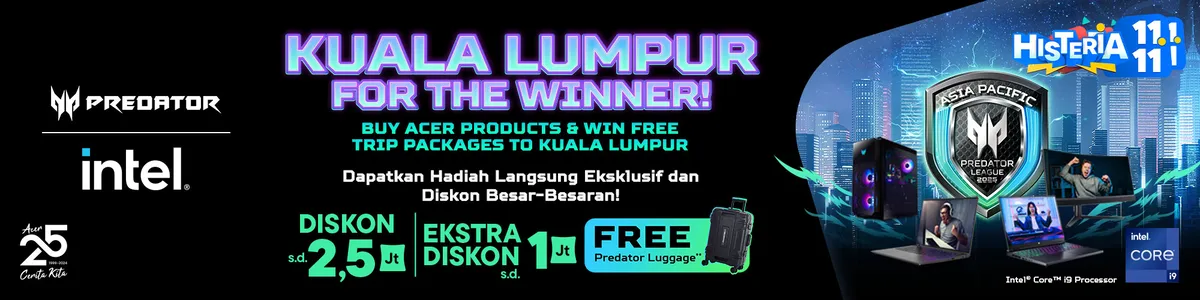 PREDATOR
intel.
Acer
25
1999-2024
Cerita Kita
KUALA LUMPUR
FOR THE WINNER!
BUY ACER PRODUCTS & WIN FREE
TRIP PACKAGES TO KUALA LUMPUR
Dapatkan Hadiah Langsung Eksklusif dan
Diskon Besar-Besaran!
DISKON
s.d. 2,5 Jt
EKSTRA
DISKON
s.d. 1 Jt
FREE
Predator Luggage**
HISTERIA 11.11
ASIA PACIFIC
PREDATOR
LEAGUE
2025
Intel® Core™ i9 Processor
intel.
CORE
i9